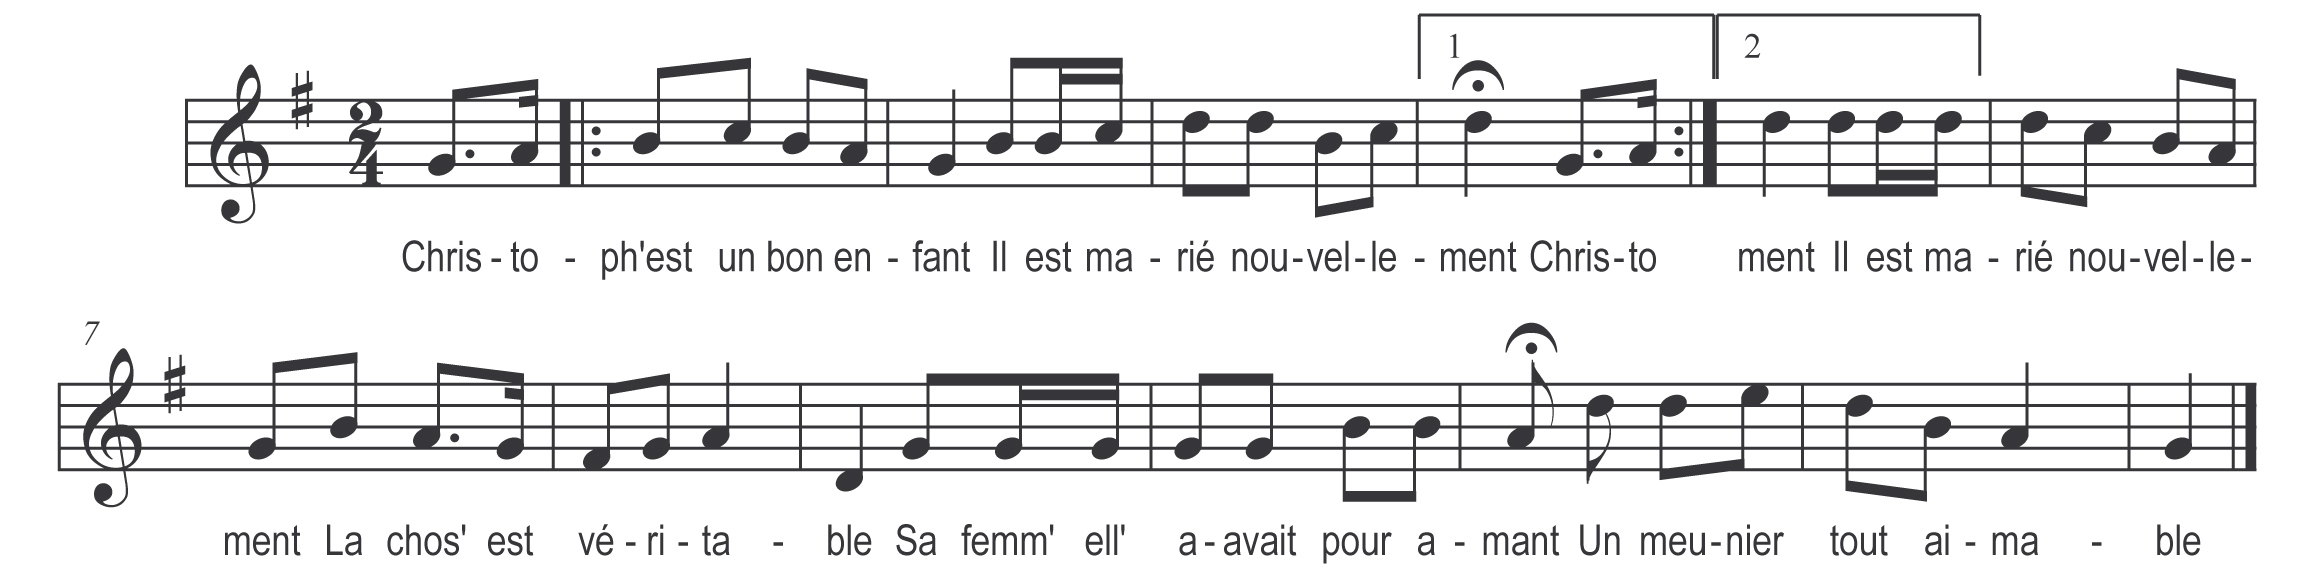 1 2
2
4
Chris - to - ph'est un bon en - fant Il est ma - rié nou-vel-le - ment Chris-to ment Il est ma - rié nou-vel-le-
7
ment La chos' est vé - ri - ta - ble Sa femm' ell' a - avait pour a - mant Un meu-nier tout ai - ma - ble